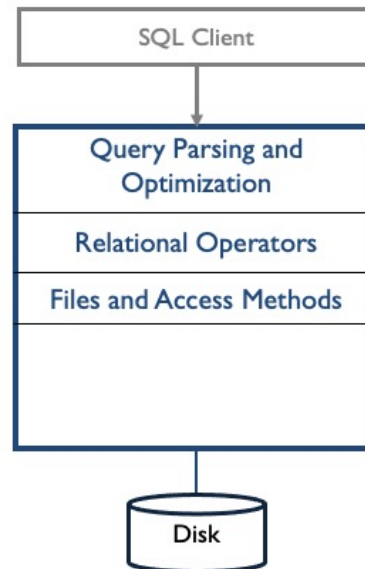 SQL Client
Query Parsing and
Optimization
Relational Operators
Files and Access Methods
Disk